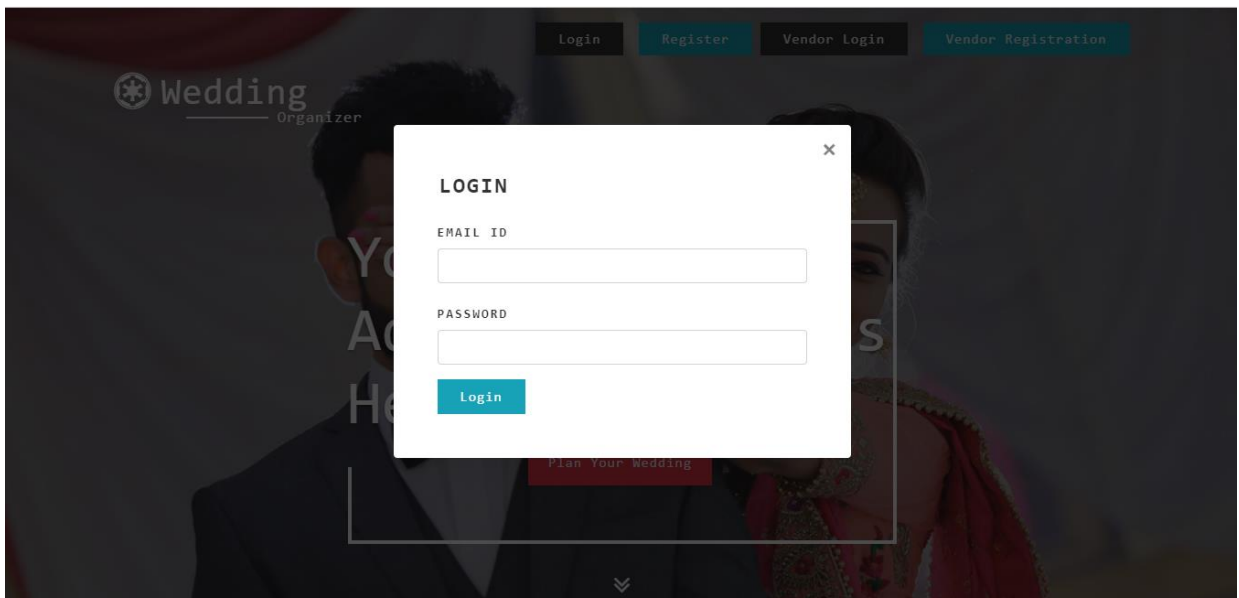 Login Register Vendor Login Vendor Registration
Wedding
Organizer
×
LOGIN
EMAIL ID
PASSWORD
s
Login
Plan Your Wedding